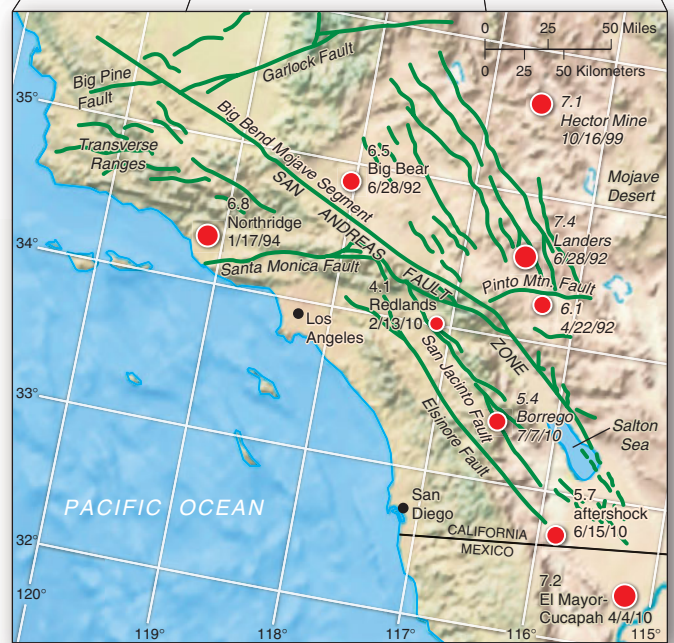 0 25 50 Miles
0 25 50 Kilometers
Garlock Fault
Big Pine
Fault
35°
7.1
Hector Mine
10/16/99
Big Bend Mojave Segment
Transverse
Ranges
6.5
Big Bear
6/28/92
Mojave
Desert
SAN ANDREAS FAULT ZONE
6.8
Northridge
1/17/94
7.4
Landers
6/28/92
34°
Santa Monica Fault
Pinto Mtn. Fault
4.1
Redlands
2/13/10
6.1
4/22/92
Los
Angeles
San Jacinto Fault
33°
5.4
Borrego
7/7/10
Elsinore Fault
Salton
Sea
San
Diego
5.7
aftershock
6/15/10
PACIFIC OCEAN
CALIFORNIA
MEXICO
32°
7.2
El Mayor-
Cucapah 4/4/10
120°
119°
118°
117°
116°
115°